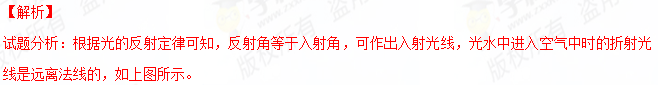 【解析】
试题分析：根据光的反射定律可知，反射角等于入射角，可作出入射光线，光水中进入空气中时的折射光
线是远离法线的，如上图所示。